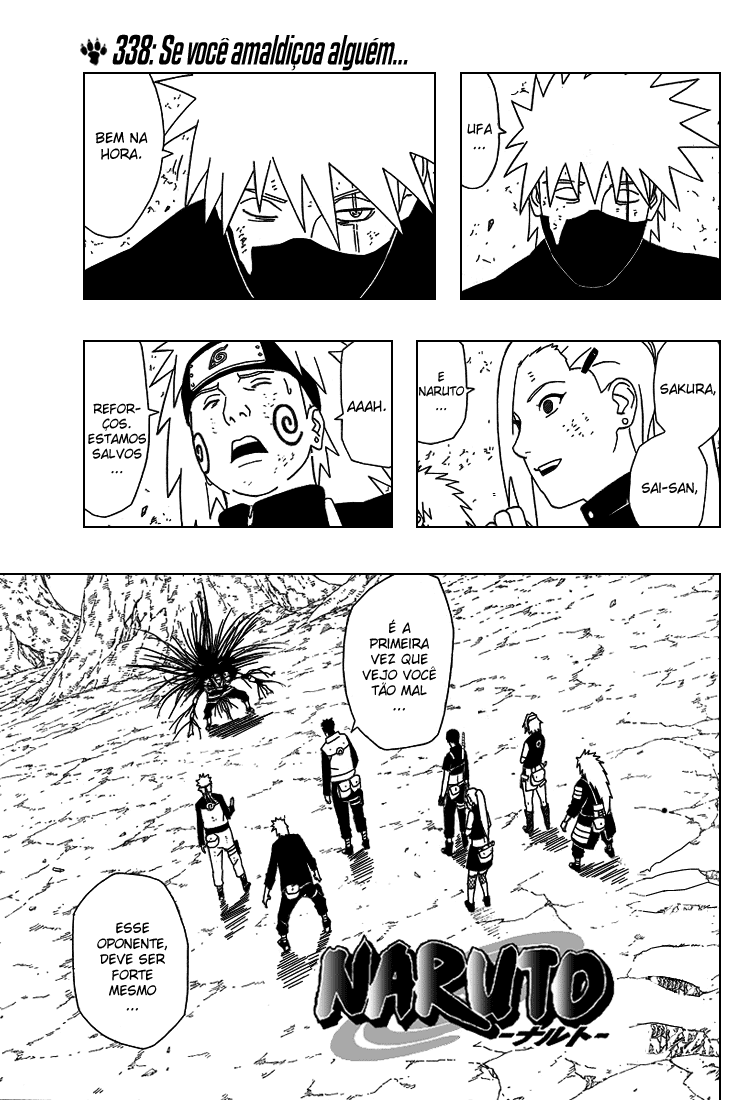 338: Se você amaldiçoa alguém...
UFA
...
BEM NA
HORA.
SAKURA,
SAI-SAN,
E
NARUTO
...
AAAH.
REFOR-
ÇOS.
ESTAMOS
SALVOS
...
É A
PRIMEIRA
VEZ QUE
VEJO VOCÊ
TÃO MAL
...
ESSE
OPONENTE,
DEVE SER
FORTE
MESMO
...
NARUTO
-ナルト-